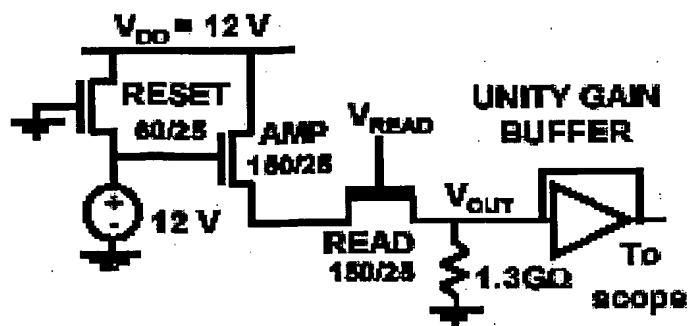 V_DD = 12 V
RESET
60/25
AMP
150/25
V_READ
UNITY GAIN
BUFFER
+
-
12 V
READ
150/25
V_OUT
1.3GΩ
To
scope